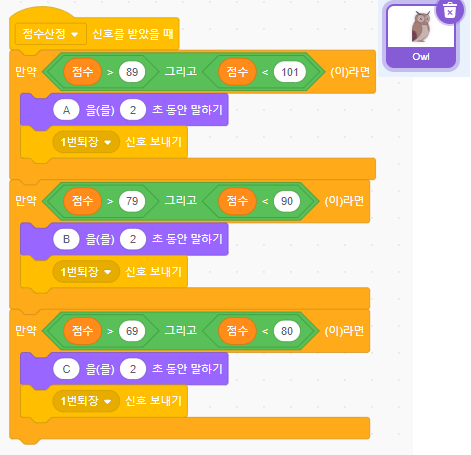 점수산정 신호를 받았을 때
Owl
만약 점수 > 89 그리고 점수 < 101 (이)라면
A 을(를) 2 초 동안 말하기
1번퇴장 신호 보내기
만약 점수 > 79 그리고 점수 < 90 (이)라면
B 을(를) 2 초 동안 말하기
1번퇴장 신호 보내기
만약 점수 > 69 그리고 점수 < 80 (이)라면
C 을(를) 2 초 동안 말하기
1번퇴장 신호 보내기